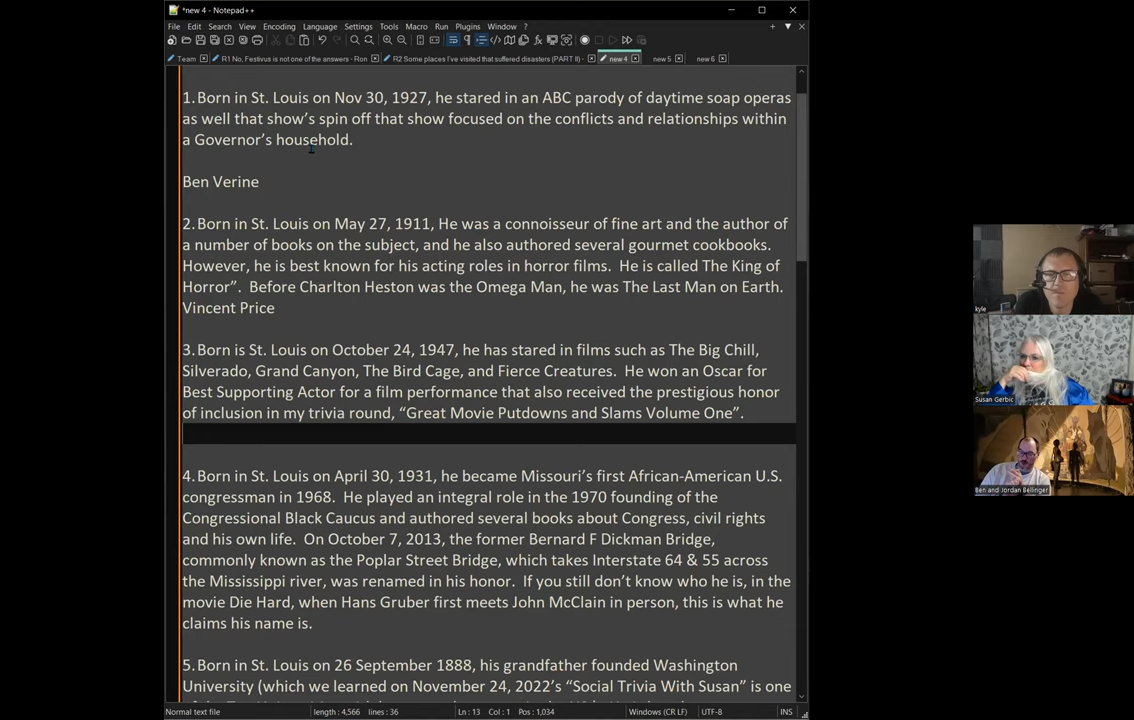 *new 4 - Notepad++
File Edit Search View Encoding Language Settings Tools Macro Run Plugins Window ?
Team R1 No, Festivus is not one of the answers - Ron R2 Some places I've visited that suffered disasters (PART II) - new 4 new 5 new 6
1. Born in St. Louis on Nov 30, 1927, he stared in an ABC parody of daytime soap operas
as well that show's spin off that show focused on the conflicts and relationships within
a Governor's household.
Ben Verine
2. Born in St. Louis on May 27, 1911, He was a connoisseur of fine art and the author of
a number of books on the subject, and he also authored several gourmet cookbooks.
However, he is best known for his acting roles in horror films.  He is called The King of
Horror”.  Before Charlton Heston was the Omega Man, he was The Last Man on Earth.
Vincent Price
3. Born is St. Louis on October 24, 1947, he has stared in films such as The Big Chill,
Silverado, Grand Canyon, The Bird Cage, and Fierce Creatures.  He won an Oscar for
Best Supporting Actor for a film performance that also received the prestigious honor
of inclusion in my trivia round, “Great Movie Putdowns and Slams Volume One”.
4. Born in St. Louis on April 30, 1931, he became Missouri's first African-American U.S.
congressman in 1968.  He played an integral role in the 1970 founding of the
Congressional Black Caucus and authored several books about Congress, civil rights
and his own life.  On October 7, 2013, the former Bernard F Dickman Bridge,
commonly known as the Poplar Street Bridge, which takes Interstate 64 & 55 across
the Mississippi river, was renamed in his honor.  If you still don't know who he is, in the
movie Die Hard, when Hans Gruber first meets John McClain in person, this is what he
claims his name is.
5. Born in St. Louis on 26 September 1888, his grandfather founded Washington
University (which we learned on November 24, 2022's “Social Trivia With Susan” is one
Normal text file length : 4,566 lines : 36 Ln : 13 Col : 1 Pos : 1,034 Windows (CR LF) UTF-8 INS
kyle
Susan Gerbic
Ben and Jordan Bellinger